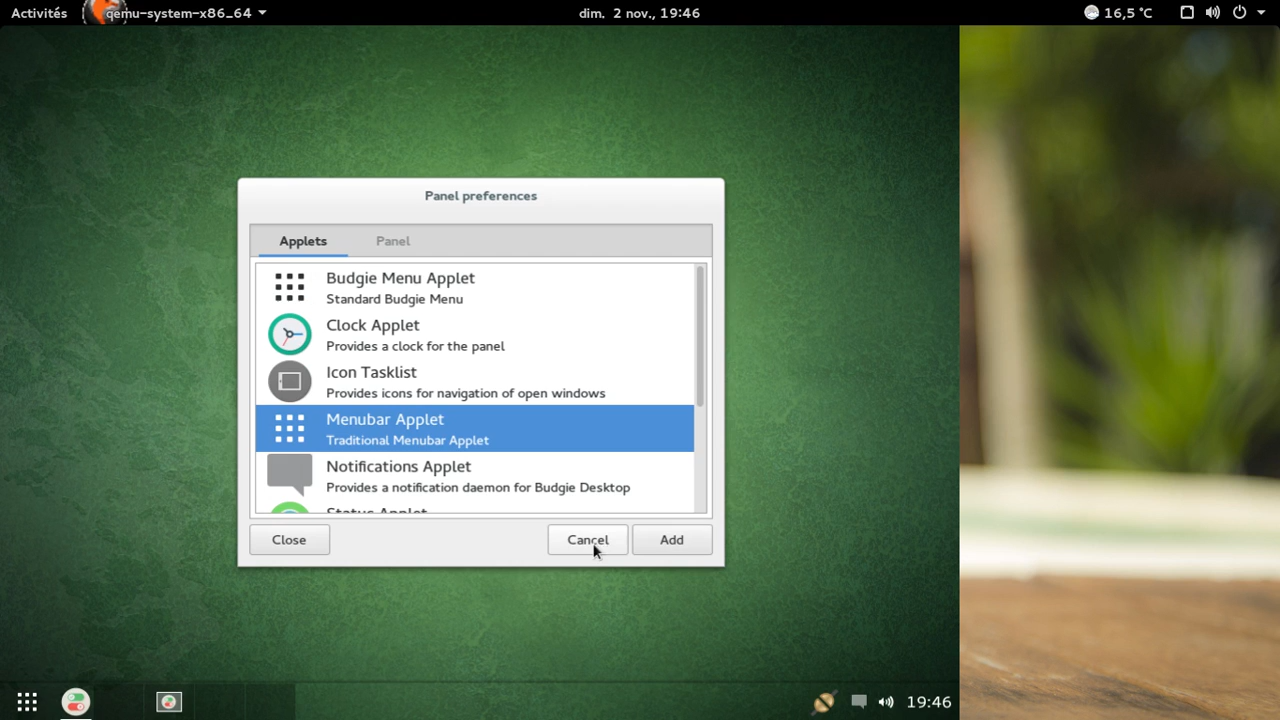 Activités qemu-system-x86_64 dim. 2 nov., 19:46 16,5 °C
Panel preferences
Applets Panel
Budgie Menu Applet
Standard Budgie Menu
Clock Applet
Provides a clock for the panel
Icon Tasklist
Provides icons for navigation of open windows
Menubar Applet
Traditional Menubar Applet
Notifications Applet
Provides a notification daemon for Budgie Desktop
Status Applet
Close Cancel Add
19:46